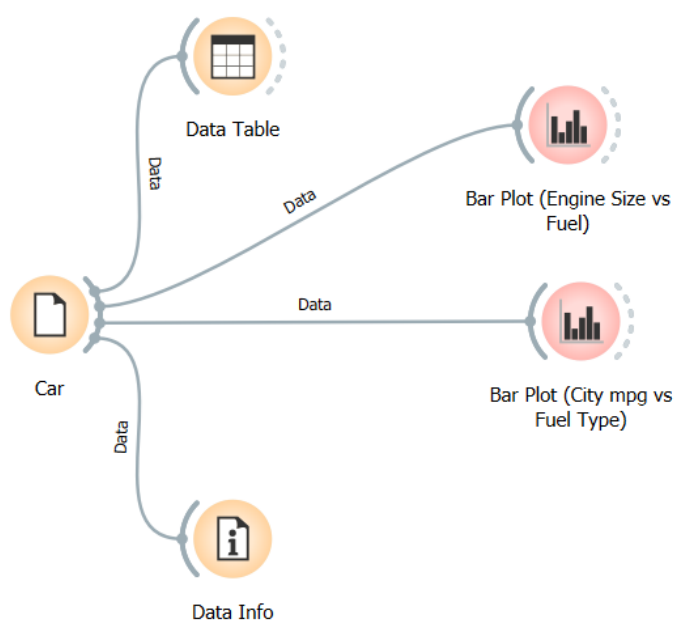 Data Table
Data
Data
Bar Plot (Engine Size vs
Fuel)
Data
Car
Bar Plot (City mpg vs
Fuel Type)
Data
Data Info